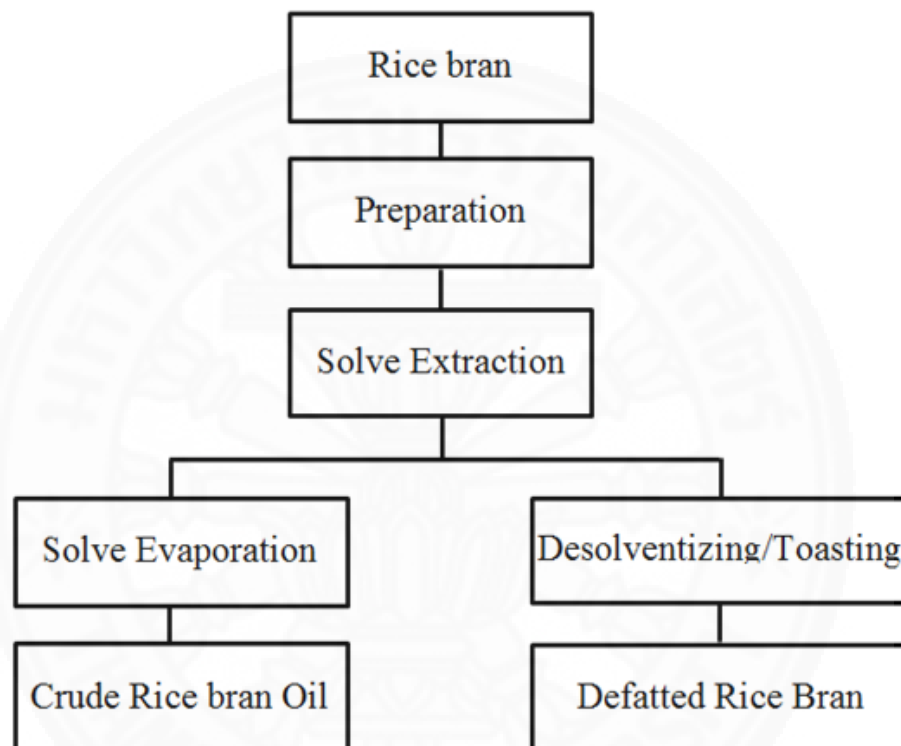 Rice bran
Preparation
Solve Extraction
Solve Evaporation
Desolventizing/Toasting
Crude Rice bran Oil
Defatted Rice Bran